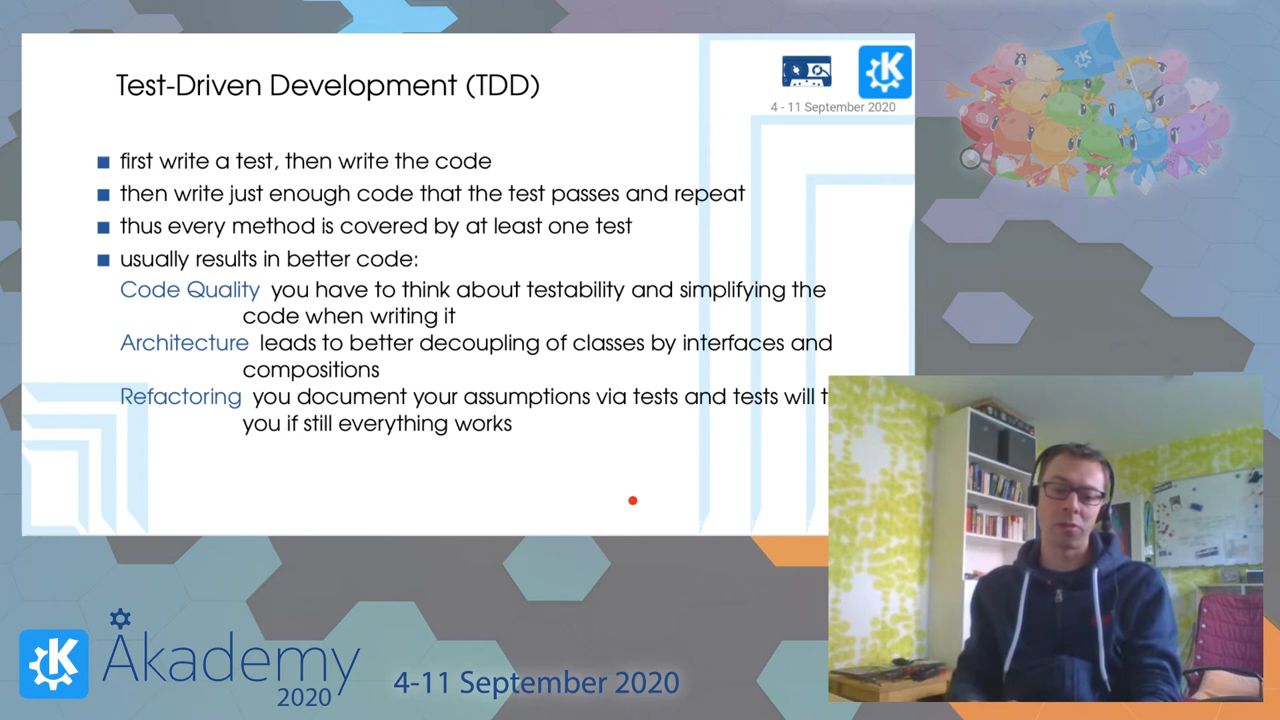 Test-Driven Development (TDD)
4 - 11 September 2020
first write a test, then write the code
then write just enough code that the test passes and repeat
thus every method is covered by at least one test
usually results in better code:
Code Quality you have to think about testability and simplifying the
code when writing it
Architecture leads to better decoupling of classes by interfaces and
compositions
Refactoring you document your assumptions via tests and tests will t
you if still everything works
Akademy
2020
4-11 September 2020